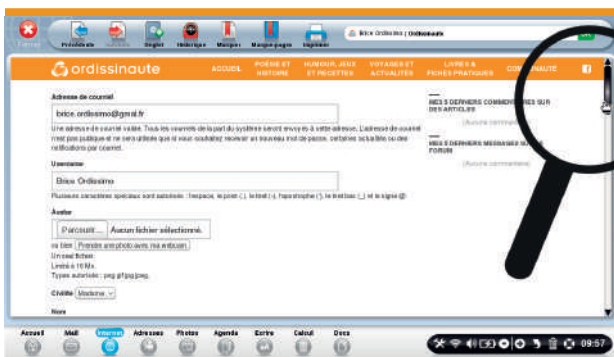 Fermer
Précédente
Onglet
Historique
Masquer
Marque-pages
Imprimer
Brice Ordissimo | Ordissinaute
ordissinaute
ACCUEIL
POÉSIE ET HISTOIRE
HUMOUR, JEUX ET RECETTES
VOYAGES ET ACTUALITÉS
LIVRES & FICHES PRATIQUES
COMMUNAUTÉ
f
Adresse de courriel
brice.ordissimo@gmail.fr
Une adresse de courriel valide. Tous les courriels de la part du système seront envoyés à cette adresse. L'adresse de courriel
n'est pas publique et ne sera utilisée que si vous souhaitez recevoir un nouveau mot de passe, certaines actualités ou des
notifications par courriel.
Username
Brice Ordissimo
Plusieurs caractères spéciaux sont autorisés : l'espace, le point (.), le tiret (-), l'apostrophe ('), le tiret bas (_) et le signe @.
Avatar
Parcourir... Aucun fichier sélectionné.
ou bien Prendre une photo avec ma webcam
Un seul fichier.
Limité à 16 Mo.
Types autorisés : png gif jpg jpeg.
Civilité Madame
Nom
MES 5 DERNIERS COMMENTAIRES SUR
DES ARTICLES
(Aucune commentaire)
MES 5 DERNIERS MESSAGES SUR LE
FORUM
(Aucune commentaire)
Accueil
Mail
Internet
Adresses
Photos
Agenda
Ecrire
Calcul
Docs
09:57